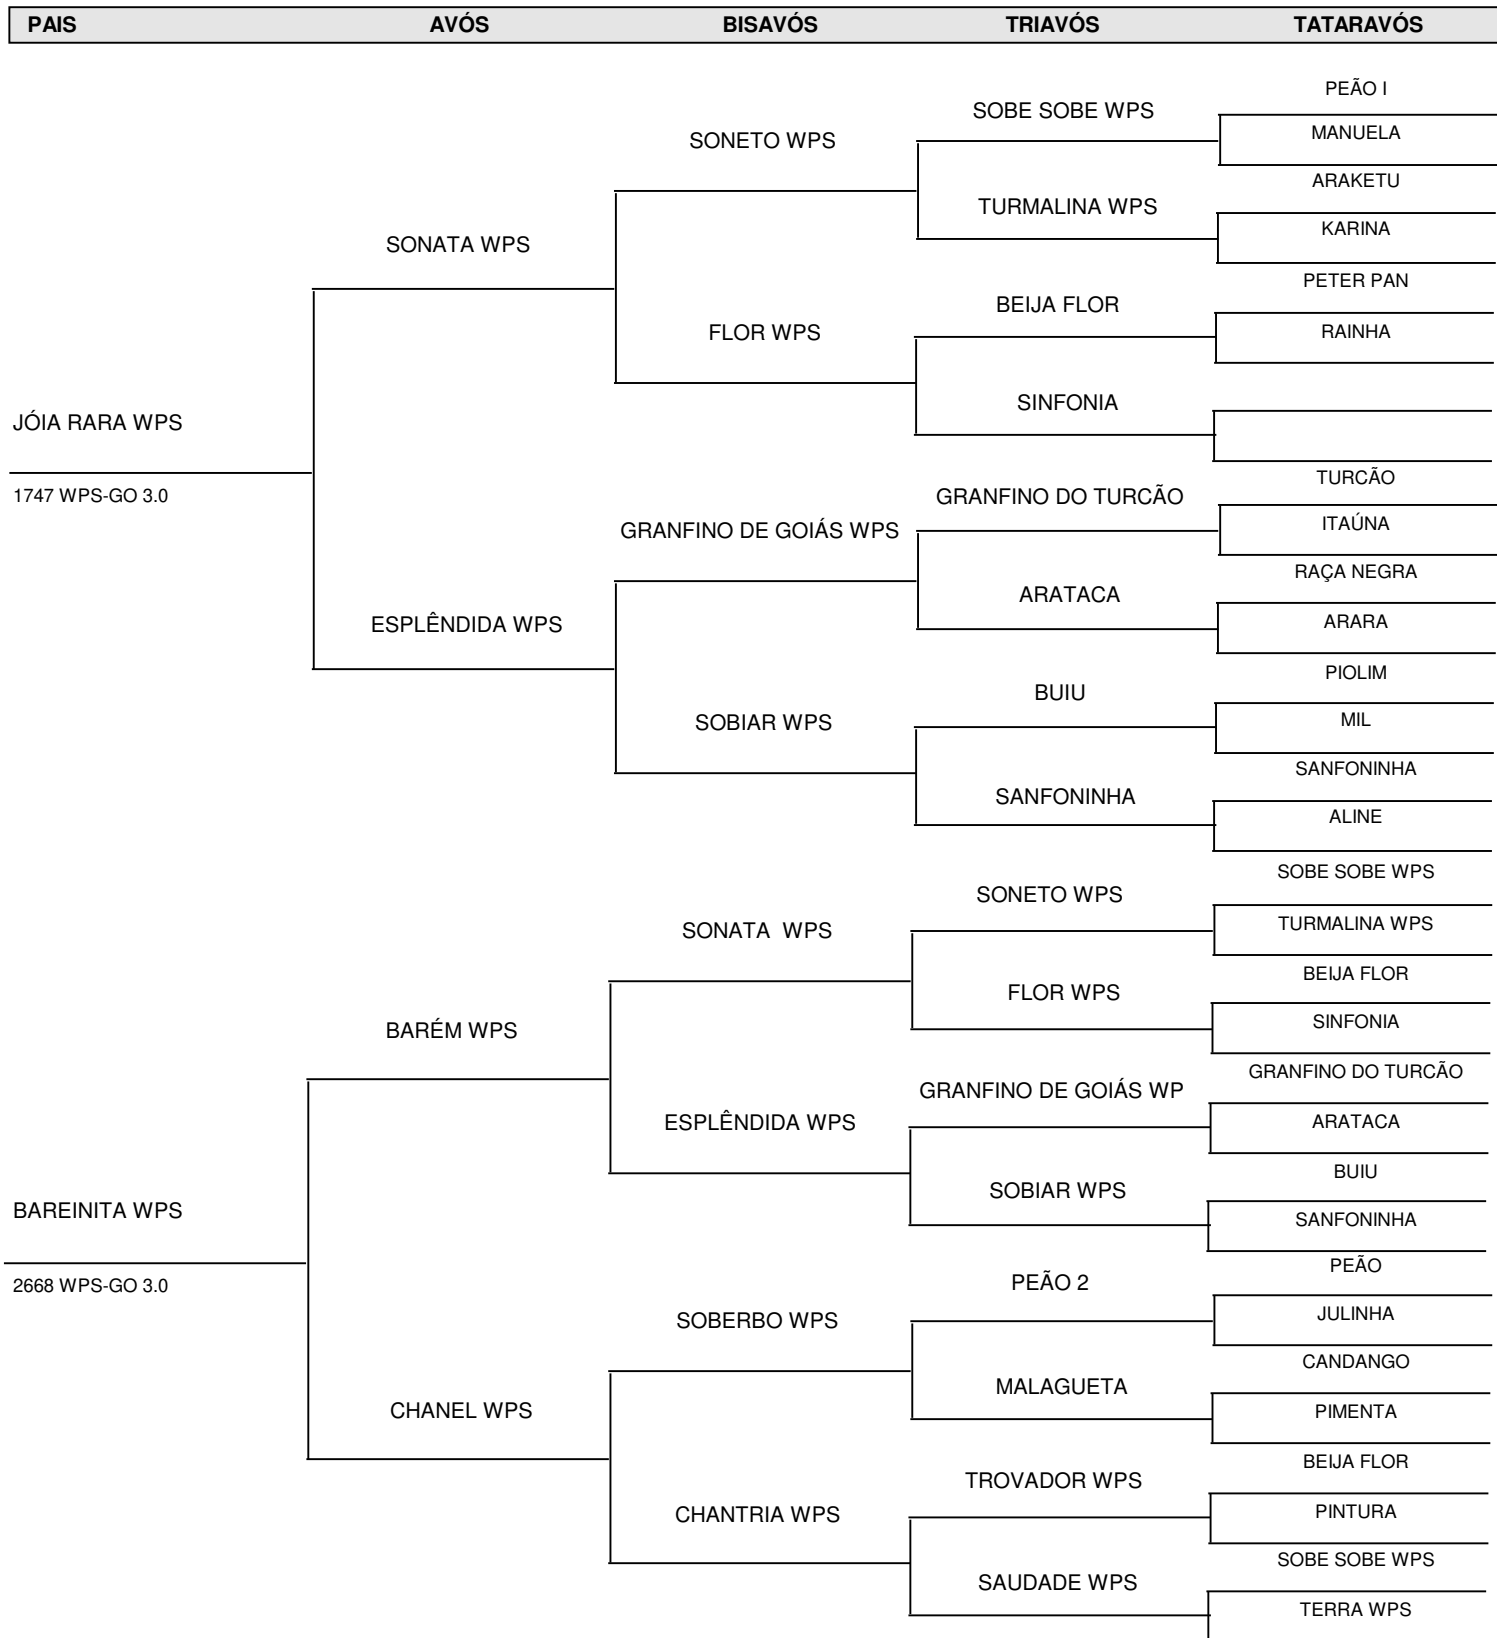 PAIS AVÓS BISAVÓS TRIAVÓS TATARAVÓS
PEÃO I
SOBE SOBE WPS
MANUELA
SONETO WPS
ARAKETU
TURMALINA WPS
KARINA
SONATA WPS
PETER PAN
BEIJA FLOR
RAINHA
FLOR WPS
SINFONIA
JÓIA RARA WPS
TURCÃO
1747 WPS-GO 3.0
GRANFINO DO TURCÃO
ITAÚNA
GRANFINO DE GOIÁS WPS
RAÇA NEGRA
ARATACA
ARARA
ESPLÊNDIDA WPS
PIOLIM
BUIU
MIL
SOBIAR WPS
SANFONINHA
SANFONINHA
ALINE
SOBE SOBE WPS
SONETO WPS
TURMALINA WPS
SONATA  WPS
BEIJA FLOR
FLOR WPS
SINFONIA
BARÉM WPS
GRANFINO DO TURCÃO
GRANFINO DE GOIÁS WP
ARATACA
ESPLÊNDIDA WPS
BUIU
SOBIAR WPS
BAREINITA WPS
SANFONINHA
PEÃO
2668 WPS-GO 3.0
PEÃO 2
JULINHA
SOBERBO WPS
CANDANGO
MALAGUETA
CHANEL WPS
PIMENTA
BEIJA FLOR
TROVADOR WPS
PINTURA
CHANTRIA WPS
SOBE SOBE WPS
SAUDADE WPS
TERRA WPS